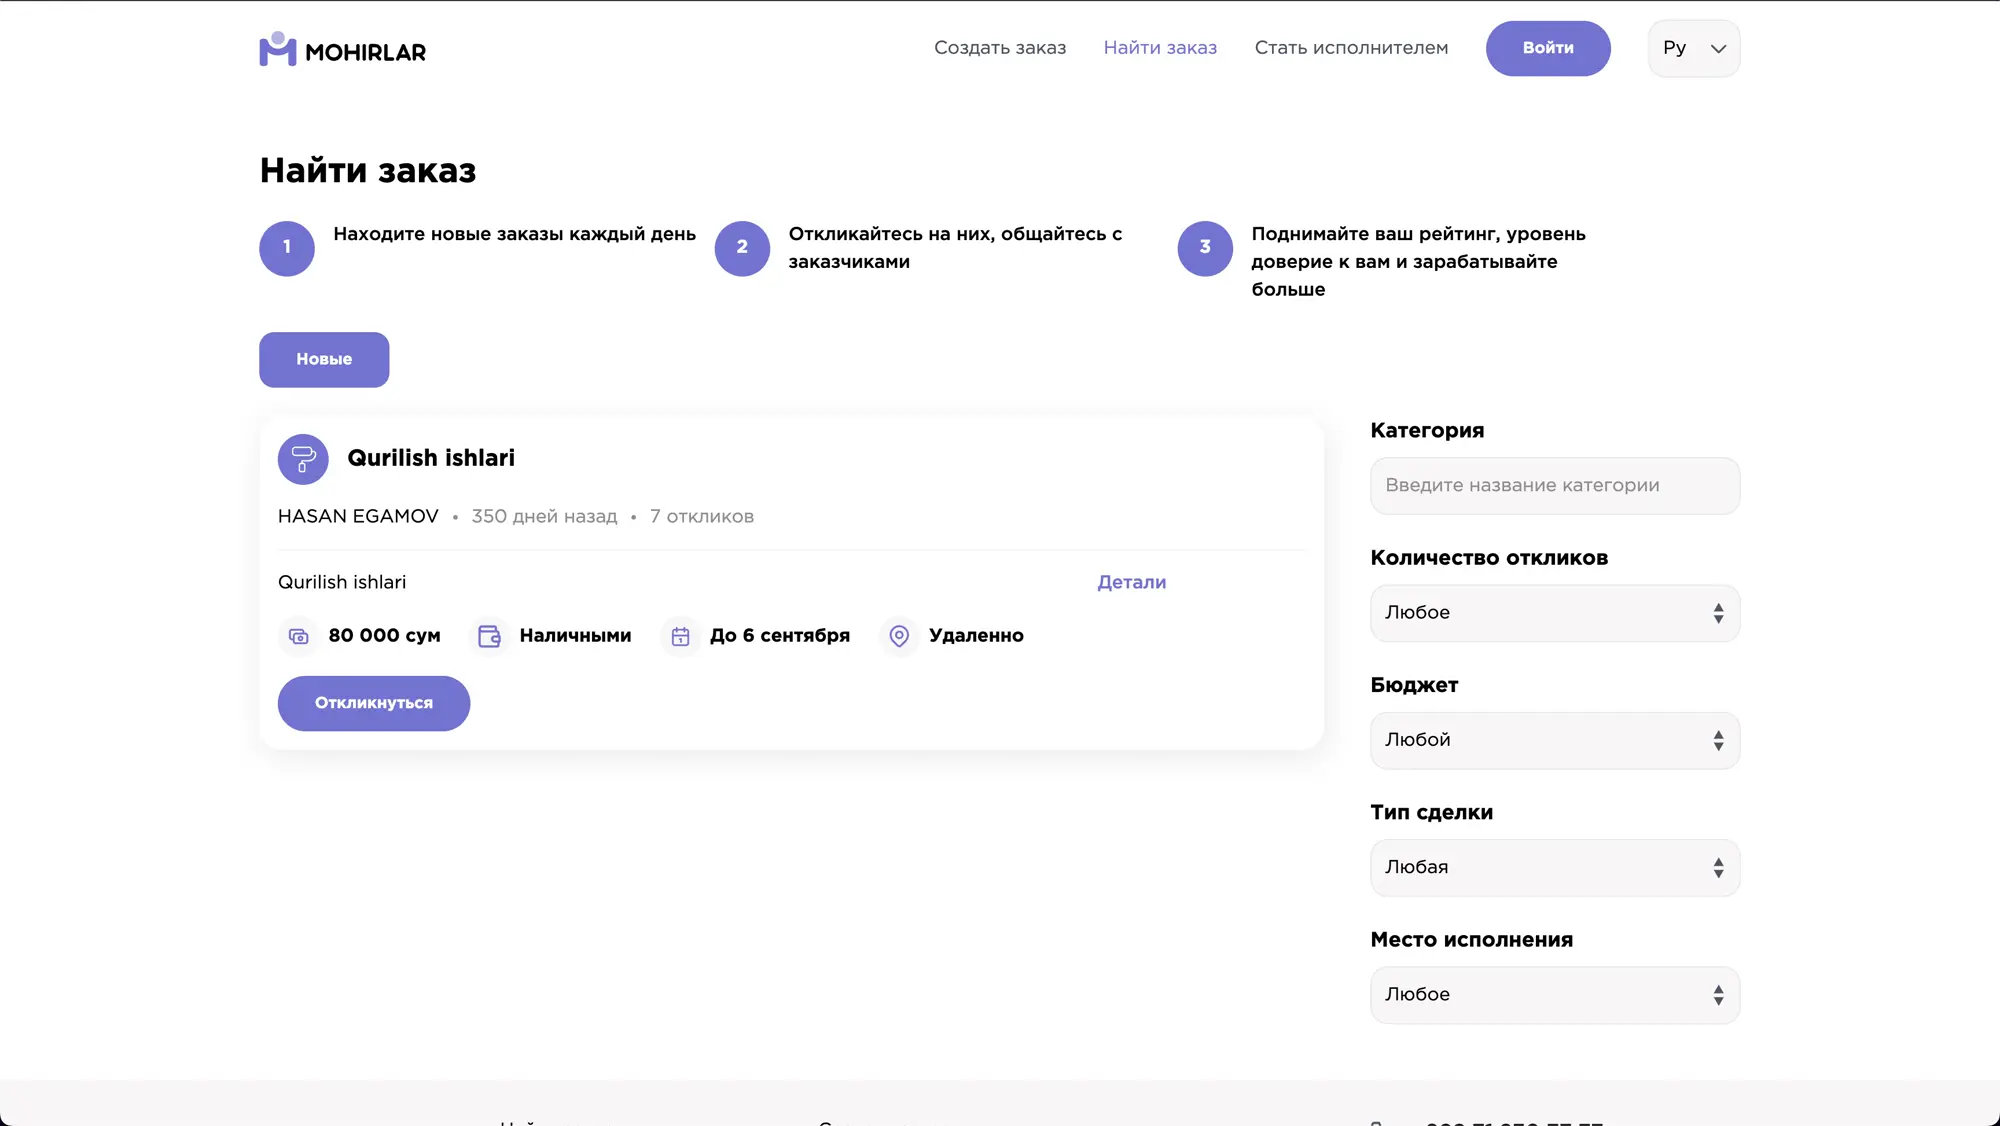 MOHIRLAR
Создать заказ
Найти заказ
Стать исполнителем
Войти
Ру
Найти заказ
1
Находите новые заказы каждый день
2
Откликайтесь на них, общайтесь с
заказчиками
3
Поднимайте ваш рейтинг, уровень
доверие к вам и зарабатывайте
больше
Новые
Qurilish ishlari
HASAN EGAMOV • 350 дней назад • 7 откликов
Qurilish ishlari
Детали
80 000 сум
Наличными
До 6 сентября
Удаленно
Откликнуться
Категория
Введите название категории
Количество откликов
Любое
Бюджет
Любой
Тип сделки
Любая
Место исполнения
Любое